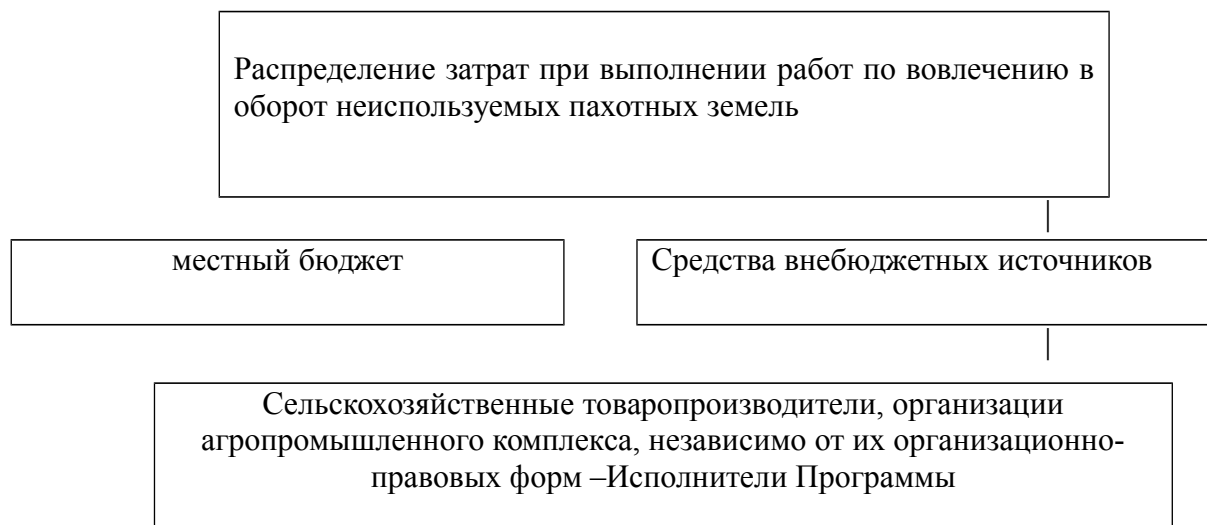 Распределение затрат при выполнении работ по вовлечению в
оборот неиспользуемых пахотных земель
местный бюджет
Средства внебюджетных источников
Сельскохозяйственные товаропроизводители, организации
агропромышленного комплекса, независимо от их организационно-
правовых форм –Исполнители Программы